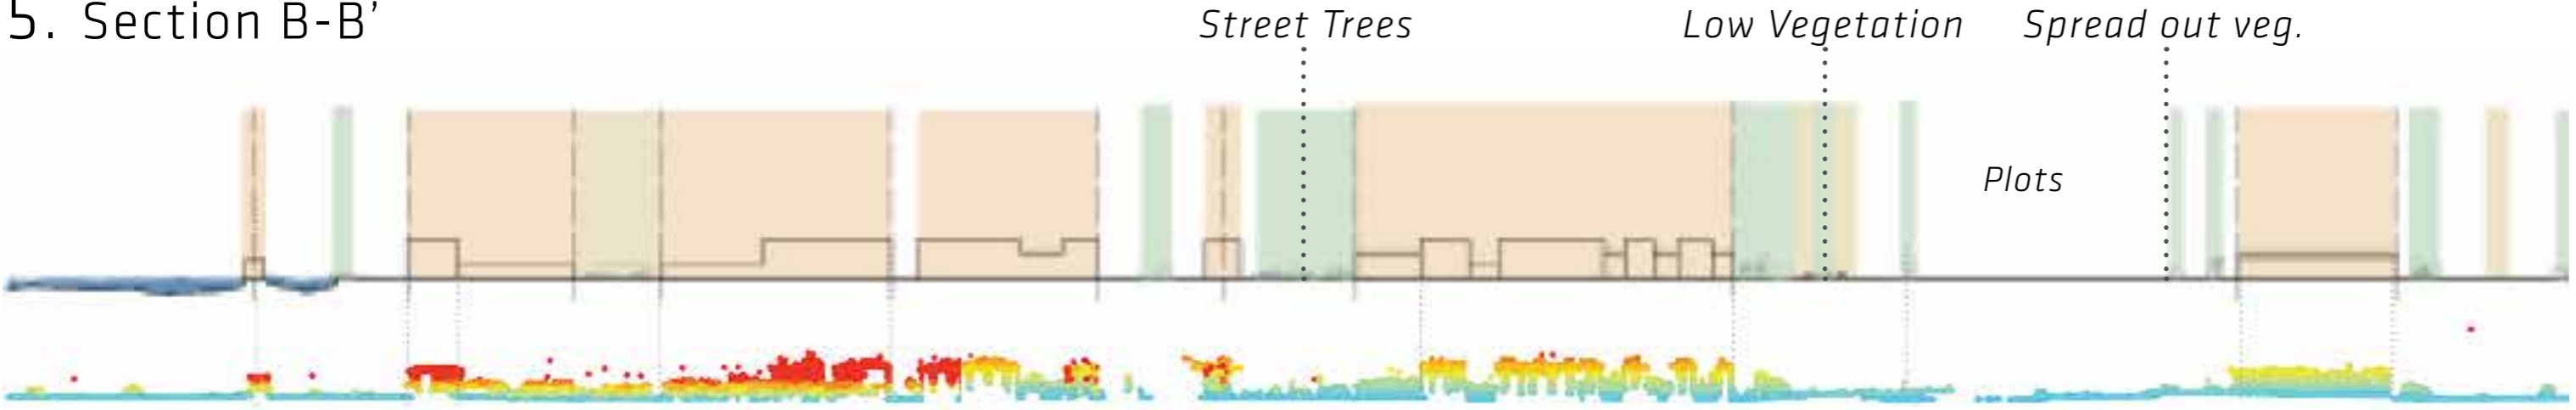 5. Section B-B’
Street Trees
Low Vegetation
Spread out veg.
Plots